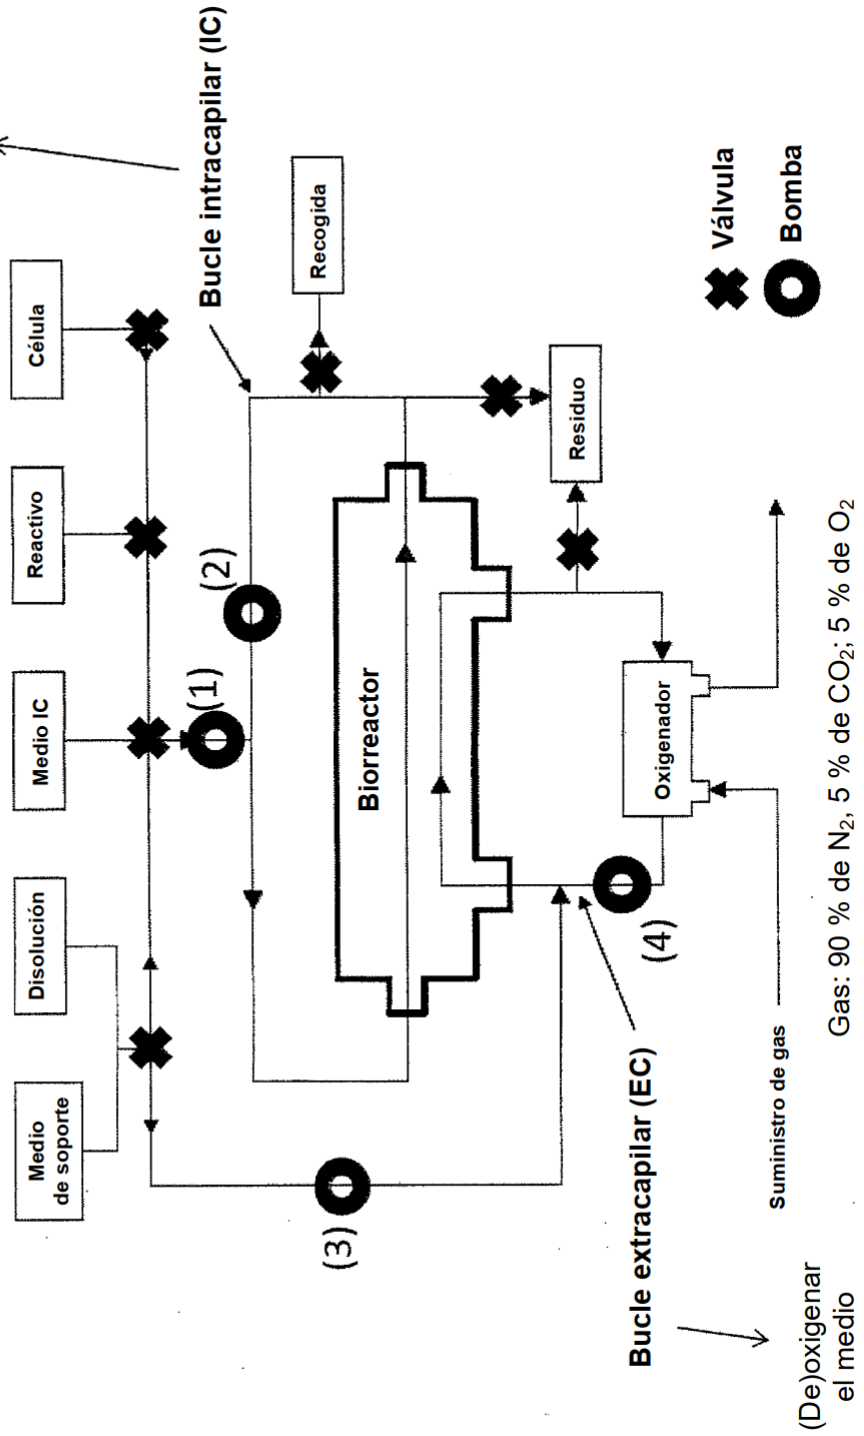 Célula
Reactivo
Medio IC
Disolución
Medio
de soporte
Bucle intracapilar (IC)
Recogida
(2)
(1)
(3)
Biorreactor
Residuo
Oxigenador
(4)
Bucle extracapilar (EC)
Suministro de gas
Válvula
Bomba
(De)oxigenar
el medio
Gas: 90 % de N₂, 5 % de CO₂; 5 % de O₂